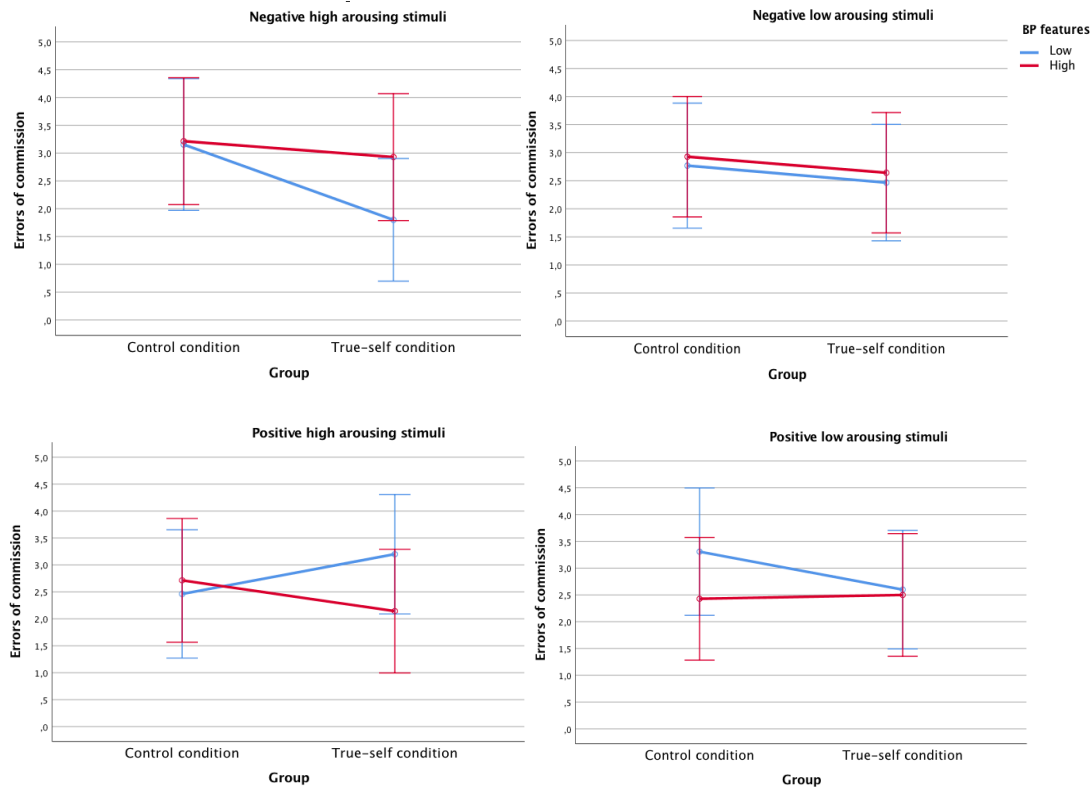 Negative high arousing stimuli
Errors of commission
5,0
4,5
4,0
3,5
3,0
2,5
2,0
1,5
1,0
,5
,0
Control condition
True-self condition
Group
Negative low arousing stimuli
Errors of commission
5,0
4,5
4,0
3,5
3,0
2,5
2,0
1,5
1,0
,5
,0
Control condition
True-self condition
Group
BP features
Low
High
Positive high arousing stimuli
Errors of commission
5,0
4,5
4,0
3,5
3,0
2,5
2,0
1,5
1,0
,5
,0
Control condition
True-self condition
Group
Positive low arousing stimuli
Errors of commission
5,0
4,5
4,0
3,5
3,0
2,5
2,0
1,5
1,0
,5
,0
Control condition
True-self condition
Group